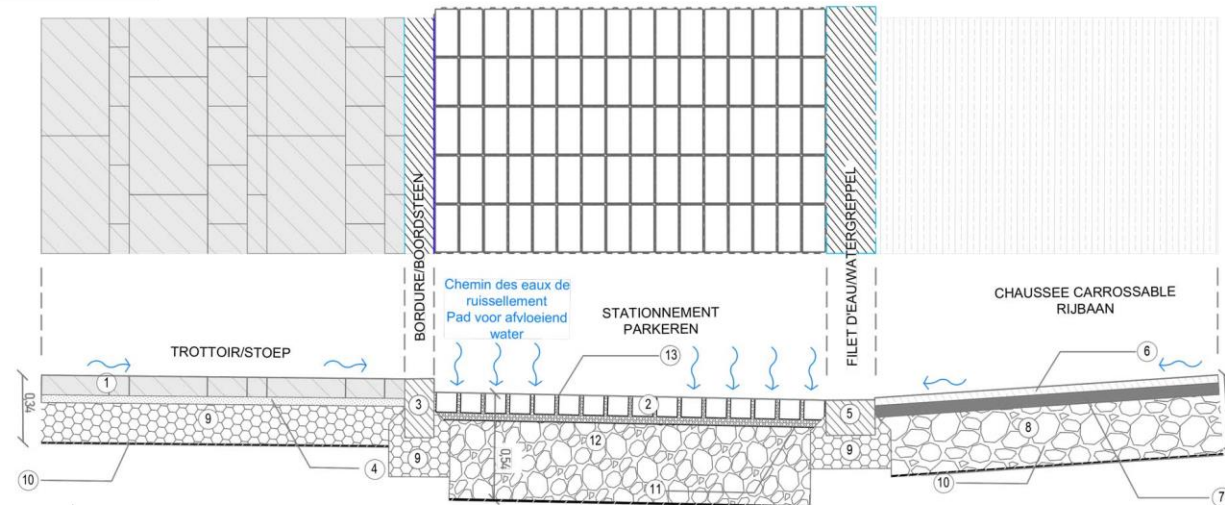 BORDURE/BOORDSTEEN
FILET D'EAU/WATERGREPPEL
Chemin des eaux de
ruissellement
Pad voor afvloeiend
water
STATIONNEMENT
PARKEREN
CHAUSSEE CARROSSABLE
RIJBAAN
TROTTOIR/STOEP
13
6
1
2
3
5
0,34
9
4
12
0,54
9
9
8
10
11
10
7